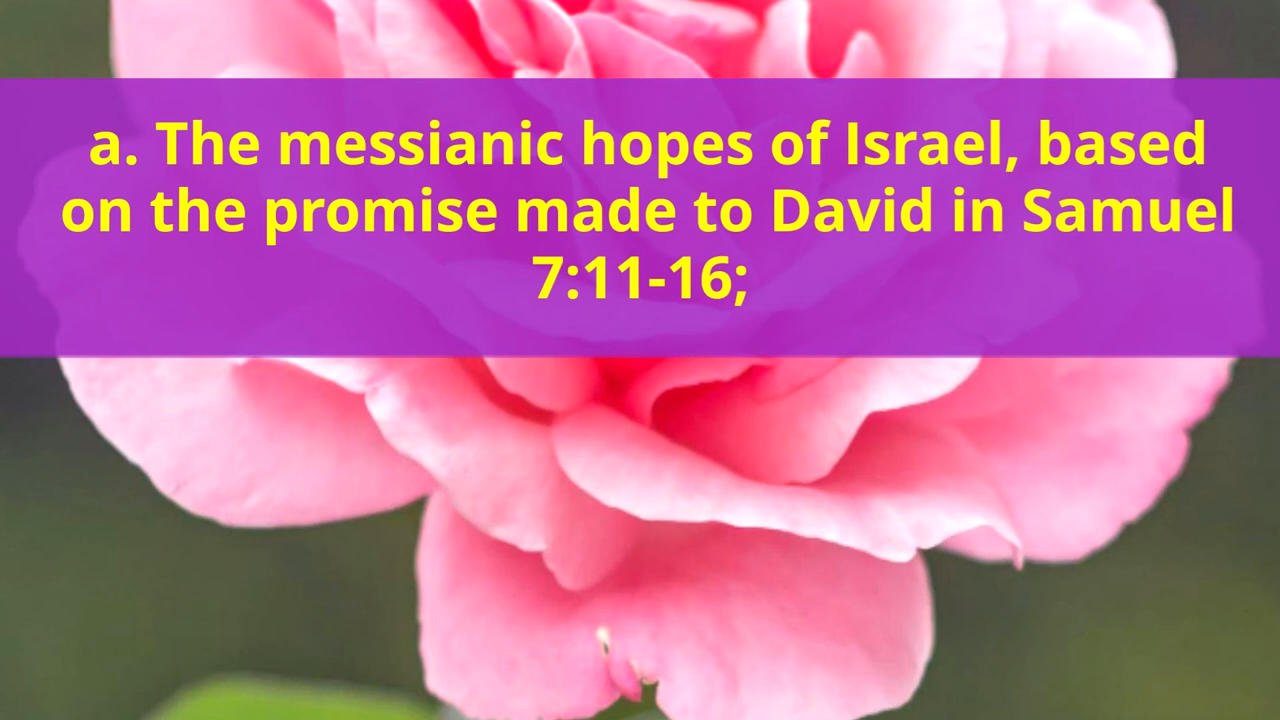 a. The messianic hopes of Israel, based
on the promise made to David in Samuel
7:11-16;